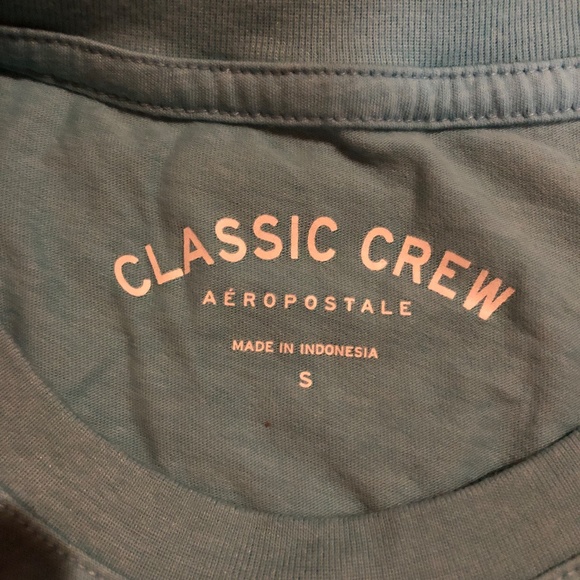 CLASSIC CREW
AÉROPOSTALE
MADE IN INDONESIA
S